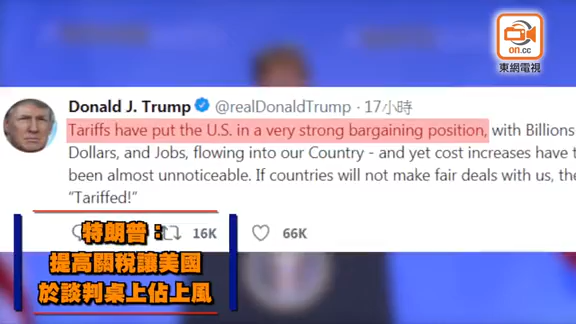 on.cc
東網電視
Donald J. Trump @realDonaldTrump · 17小時
Tariffs have put the U.S. in a very strong bargaining position, with Billions
Dollars, and Jobs, flowing into our Country - and yet cost increases have t
been almost unnoticeable. If countries will not make fair deals with us, the
"Tariffed!"
16K 66K
特朗普：
提高關稅讓美國
於談判桌上佔上風